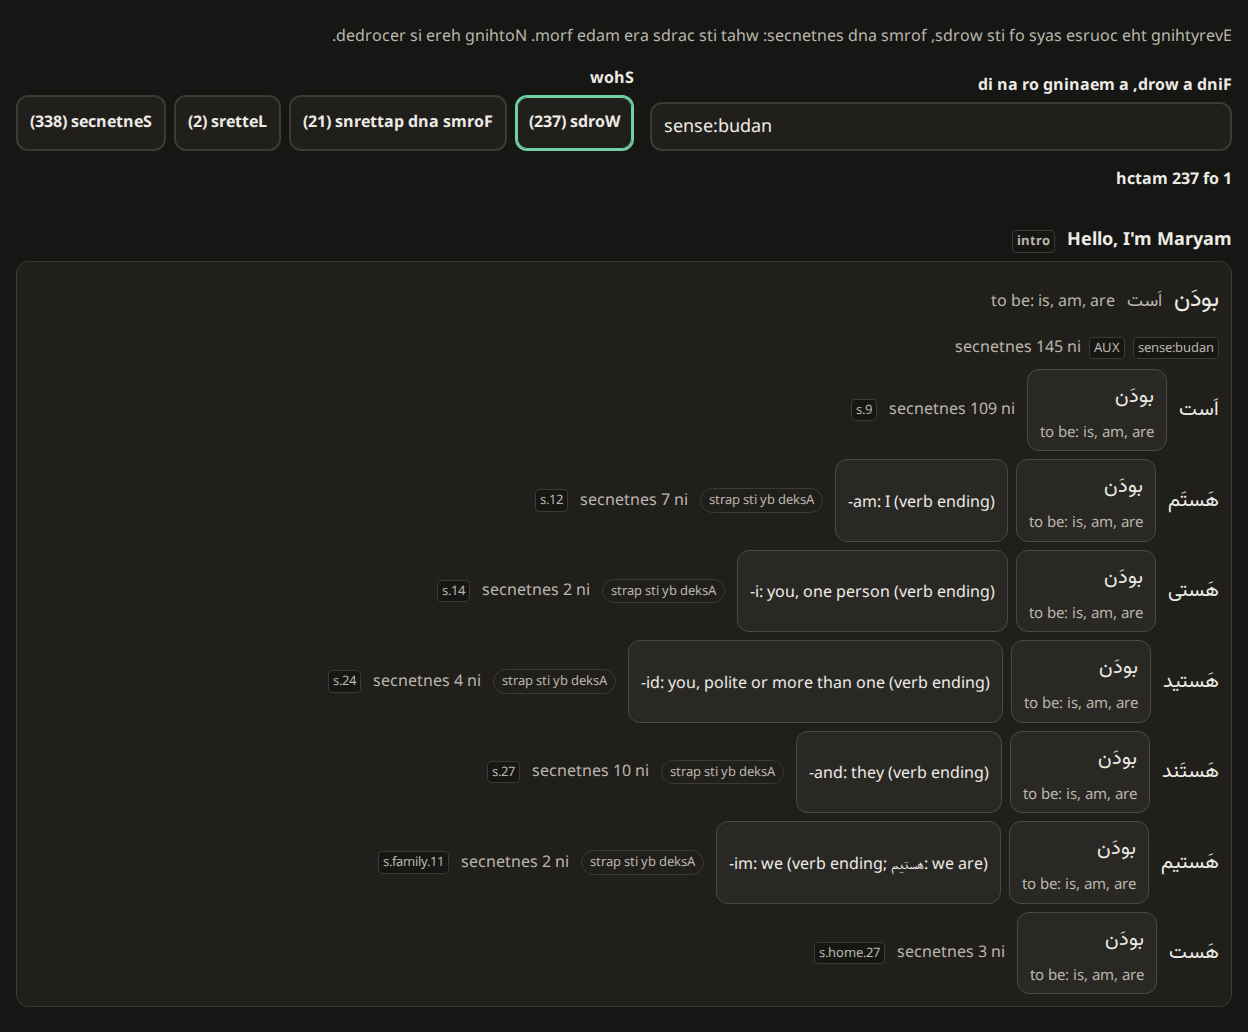 .dedrocer si ereh gnihtoN .morf edam era sdrac sti tahw :secnetnes dna smrof ,sdrow sti fo syas esruoc eht gnihtyrevE
di na ro gninaem a ,drow a dniF
sense:budan
wohS
(237) sdroW
(21) snrettap dna smroF
(2) sretteL
(338) secnetneS
hctam 237 fo 1
Hello, I'm Maryam intro
بودَن اَست to be: is, am, are
sense:budan AUX secnetnes 145 ni
اَست
بودَن
to be: is, am, are
secnetnes 109 ni s.9
هَستَم
بودَن
to be: is, am, are
-am: I (verb ending)
strap sti yb deksA secnetnes 7 ni s.12
هَستی
بودَن
to be: is, am, are
-i: you, one person (verb ending)
strap sti yb deksA secnetnes 2 ni s.14
هَستید
بودَن
to be: is, am, are
-id: you, polite or more than one (verb ending)
strap sti yb deksA secnetnes 4 ni s.24
هَستَند
بودَن
to be: is, am, are
-and: they (verb ending)
strap sti yb deksA secnetnes 10 ni s.27
هَستیم
بودَن
to be: is, am, are
-im: we (verb ending; هستیم: we are)
strap sti yb deksA secnetnes 2 ni s.family.11
هَست
بودَن
to be: is, am, are
secnetnes 3 ni s.home.27